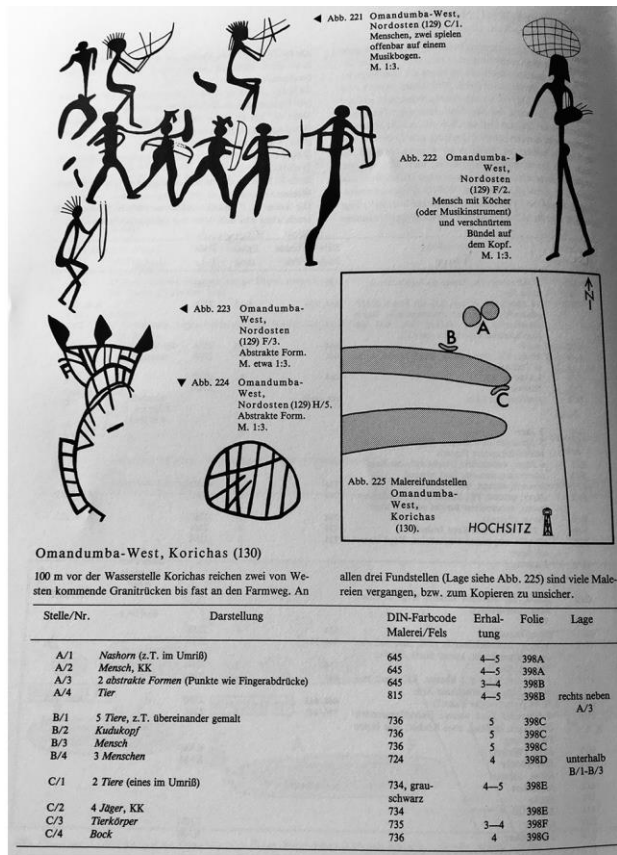 ◄ Abb. 221 Omandumba-West,
Nordosten (129) C/1.
Menschen, zwei spielen
offenbar auf einem
Musikbogen.
M. 1:3.
Abb. 222 Omandumba- ►
West,
Nordosten
(129) F/2.
Mensch mit Köcher
(oder Musikinstrument)
und verschnürtem
Bündel auf
dem Kopf.
M. 1:3.
◄ Abb. 223 Omandumba-
West,
Nordosten
(129) F/3.
Abstrakte Form.
M. etwa 1:3.
▼ Abb. 224 Omandumba-
West,
Nordosten (129) H/5.
Abstrakte Form.
M. 1:3.
N
A
B
C
Abb. 225 Malereifundstellen
Omandumba-
West,
Korichas
(130).
HOCHSITZ
Omandumba-West, Korichas (130)
100 m vor der Wasserstelle Korichas reichen zwei von We-
sten kommende Granitrücken bis fast an den Farmweg. An
allen drei Fundstellen (Lage siehe Abb. 225) sind viele Male-
reien vergangen, bzw. zum Kopieren zu unsicher.
Stelle/Nr. Darstellung DIN-Farbcode Erhal- Folie Lage
Malerei/Fels tung
A/1 Nashorn (z.T. im Umriß) 645 4—5 398A
A/2 Mensch, KK 645 4—5 398A
A/3 2 abstrakte Formen (Punkte wie Fingerabdrücke) 645 3—4 398B
A/4 Tier 815 4—5 398B rechts neben
A/3
B/1 5 Tiere, z.T. übereinander gemalt 736 5 398C
B/2 Kudukopf 736 5 398C
B/3 Mensch 736 5 398C
B/4 3 Menschen 724 4 398D unterhalb
B/1-B/3
C/1 2 Tiere (eines im Umriß) 734, grau- 4—5 398E
schwarz
C/2 4 Jäger, KK 734 398E
C/3 Tierkörper 735 3—4 398F
C/4 Bock 736 4 398G